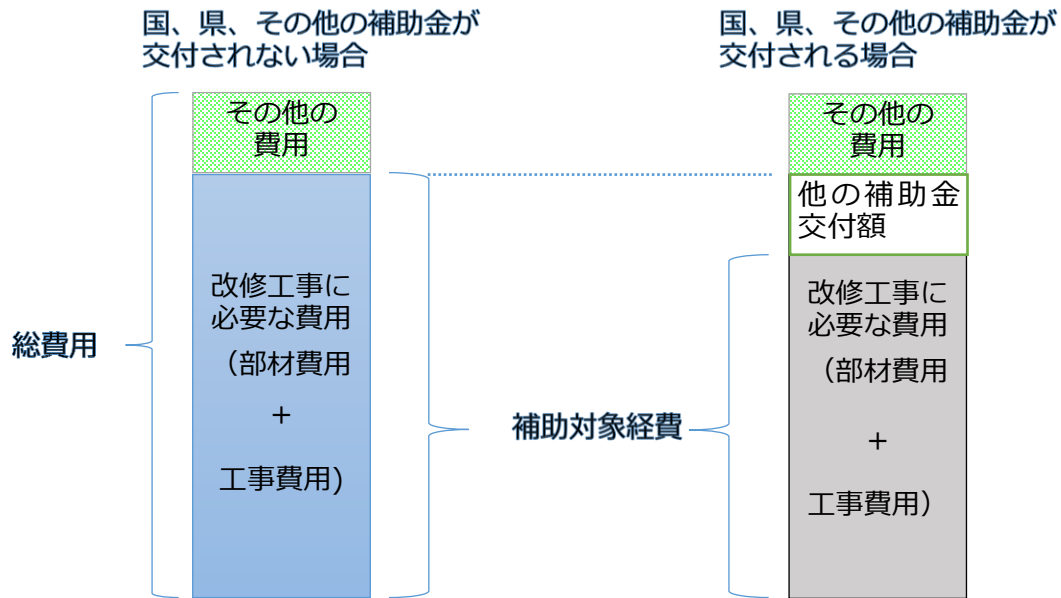 国、県、その他の補助金が
交付されない場合
国、県、その他の補助金が
交付される場合
その他の
費用
その他の
費用
他の補助金
交付額
改修工事に
必要な費用
（部材費用
+
工事費用)
改修工事に
必要な費用
（部材費用
+
工事費用）
総費用
補助対象経費